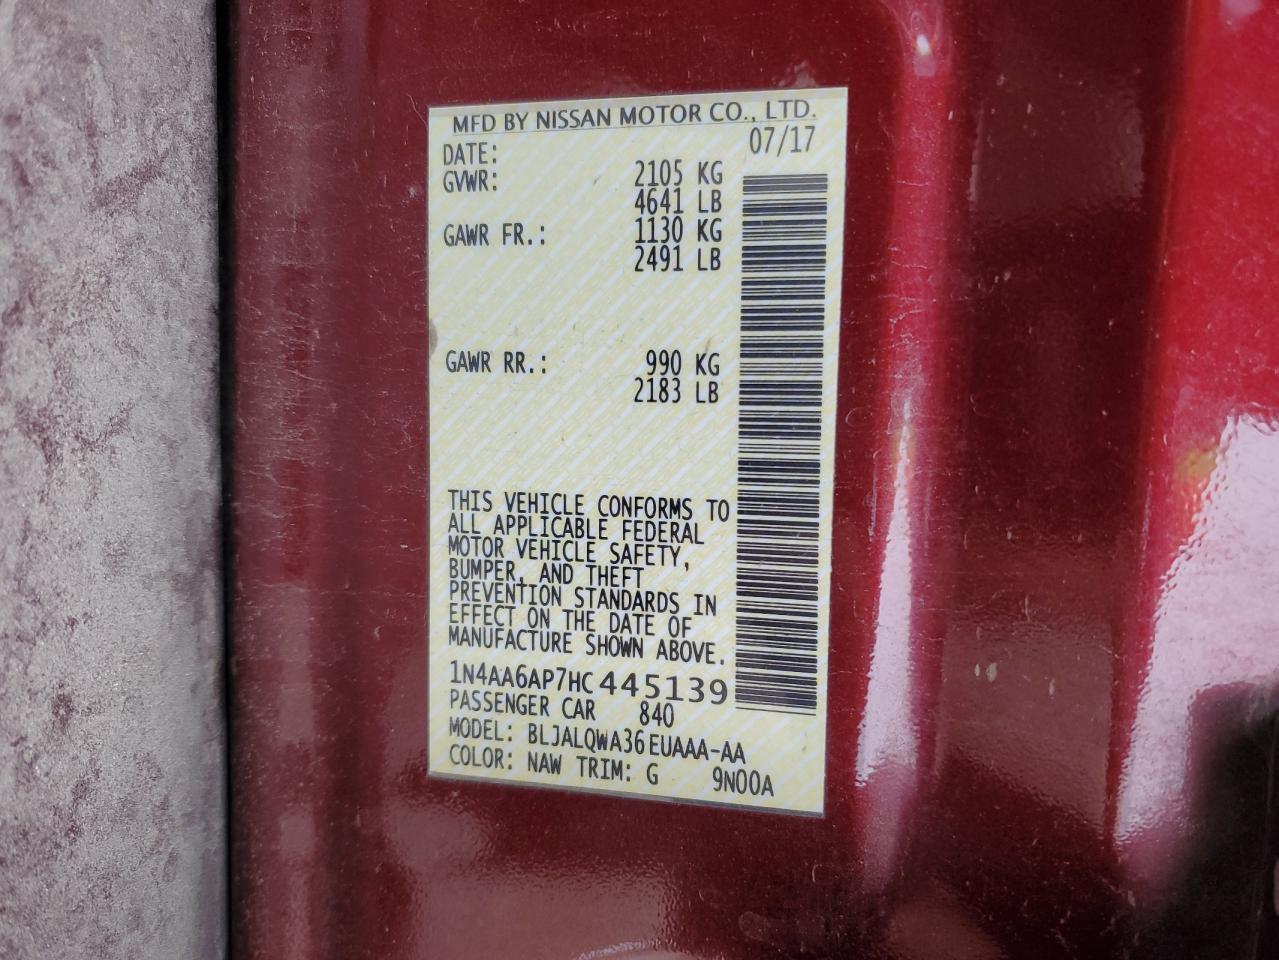 MFD BY NISSAN MOTOR CO., LTD.
DATE: 07/17
GVWR: 2105 KG
4641 LB
GAWR FR.: 1130 KG
2491 LB
GAWR RR.: 990 KG
2183 LB
THIS VEHICLE CONFORMS TO
ALL APPLICABLE FEDERAL
MOTOR VEHICLE SAFETY,
BUMPER, AND THEFT
PREVENTION STANDARDS IN
EFFECT ON THE DATE OF
MANUFACTURE SHOWN ABOVE.
1N4AA6AP7HC445139
PASSENGER CAR 840
MODEL: BLJALQWA36EUAAA-AA
COLOR: NAW TRIM: G 9N00A